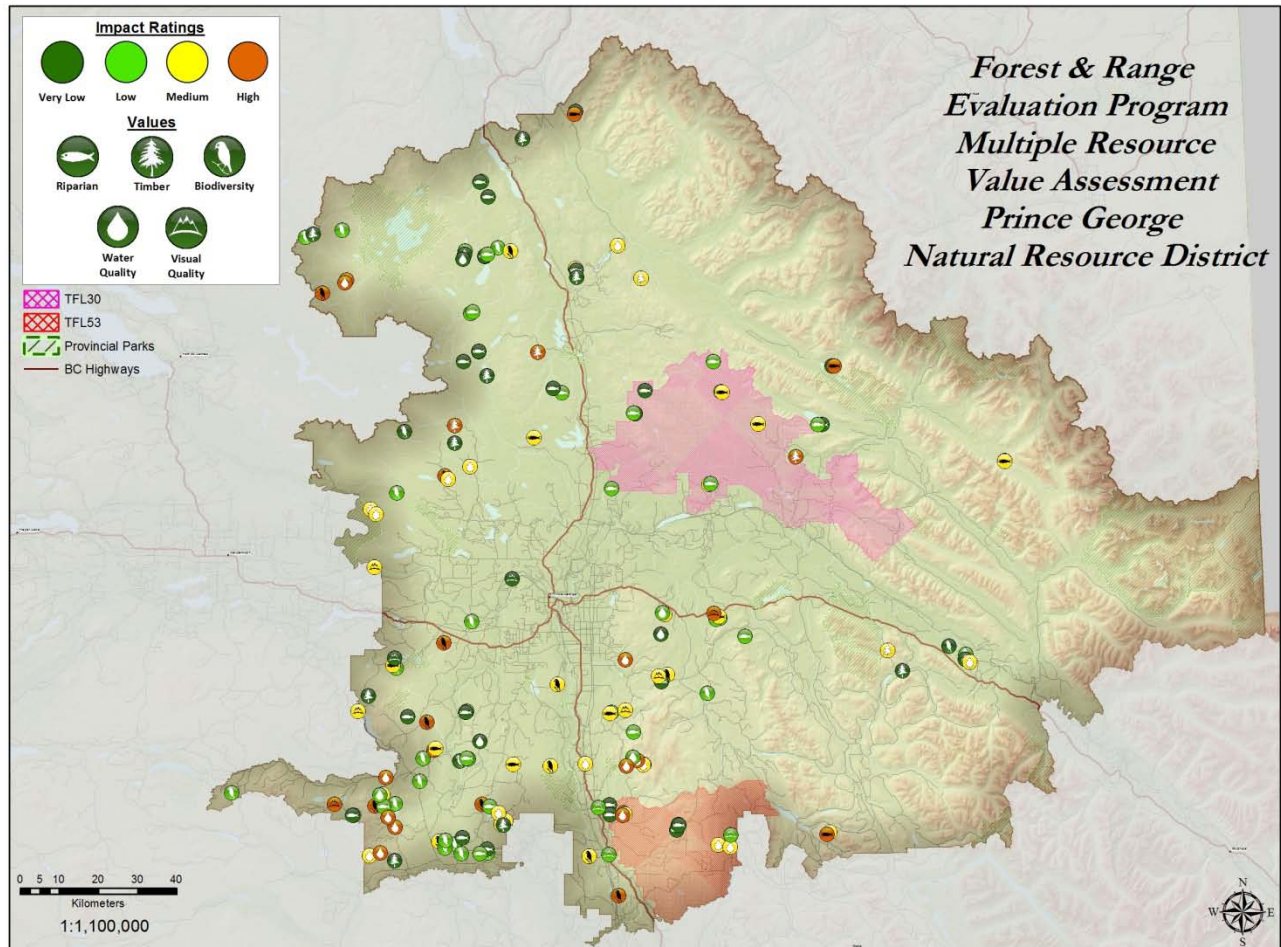 Impact Ratings
Very Low
Low
Medium
High
Values
Riparian
Timber
Biodiversity
Water
Quality
Visual
Quality
TFL30
TFL53
Provincial Parks
BC Highways
Forest & Range
Evaluation Program
Multiple Resource
Value Assessment
Prince George
Natural Resource District
0 5 10 20 30 40
Kilometers
1:1,100,000
N
W E
S